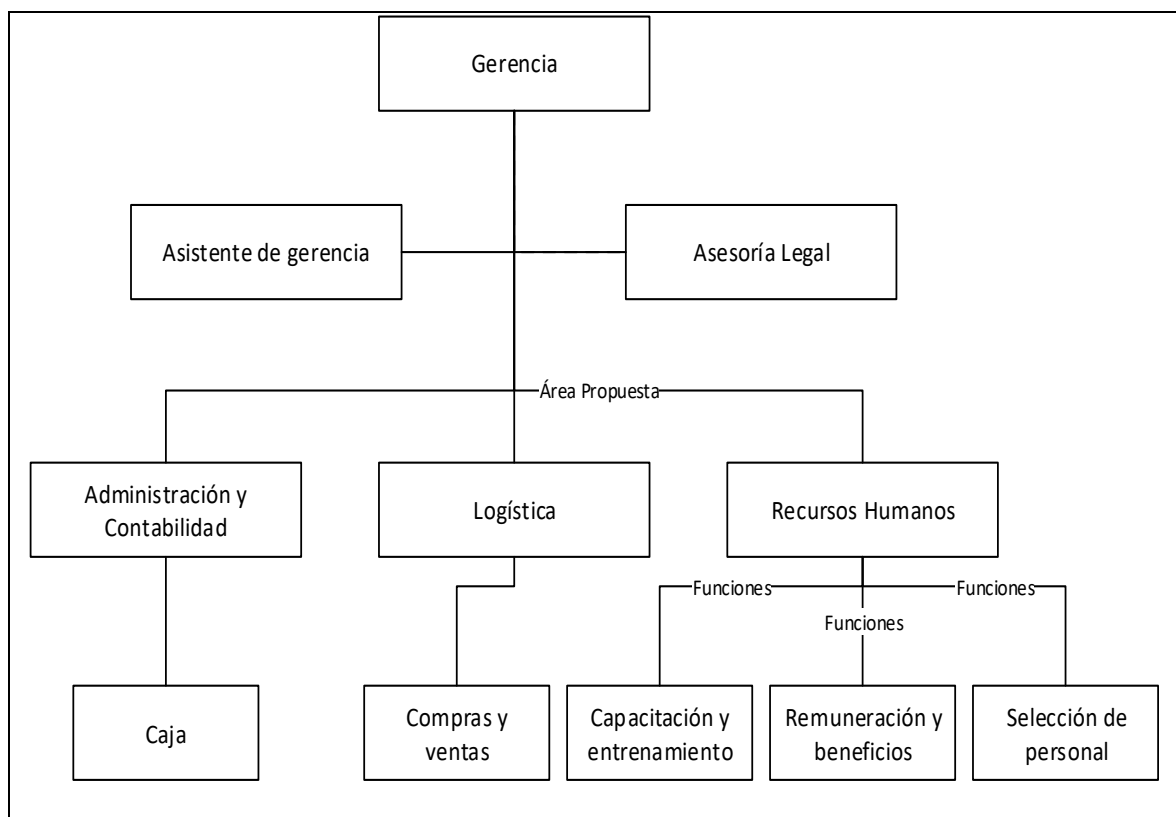 Gerencia
Asistente de gerencia
Asesoría Legal
Área Propuesta
Administración y
Contabilidad
Logística
Recursos Humanos
Funciones
Funciones
Funciones
Caja
Compras y
ventas
Capacitación y
entrenamiento
Remuneración y
beneficios
Selección de
personal